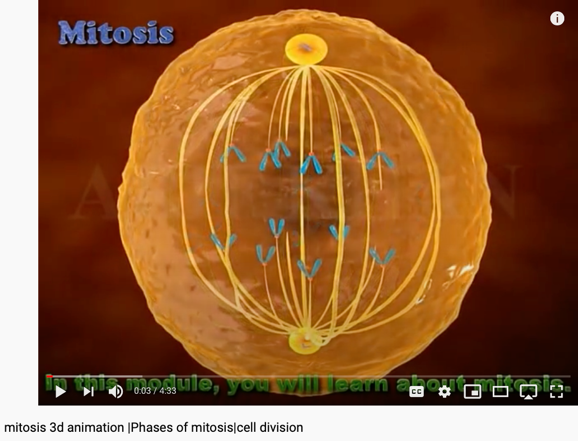 Mitosis
i
In this module, you will learn about mitosis.
CC
0:03 / 4:33
mitosis 3d animation |Phases of mitosis|cell division